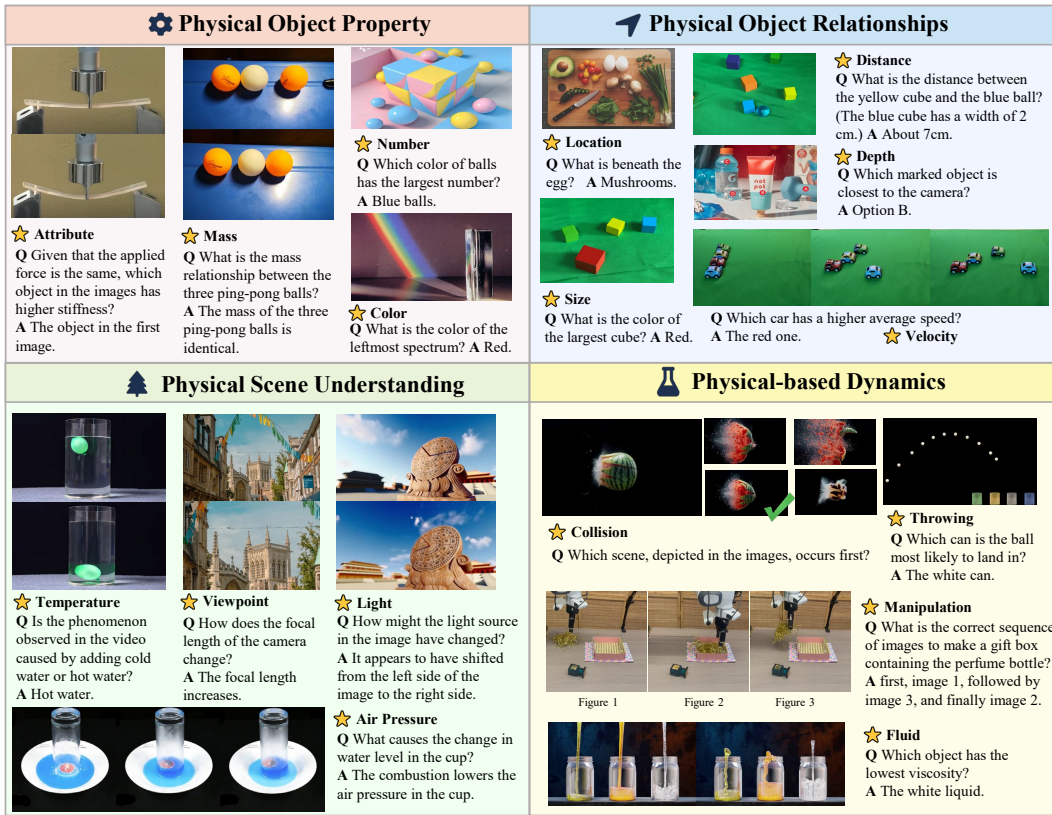 Physical Object Property
Attribute
Q Given that the applied
force is the same, which
object in the images has
higher stiffness?
A The object in the first
image.
Mass
Q What is the mass
relationship between the
three ping-pong balls?
A The mass of the three
ping-pong balls is
identical.
Number
Q Which color of balls
has the largest number?
A Blue balls.
Color
Q What is the color of the
leftmost spectrum? A Red.
Physical Object Relationships
Location
Q What is beneath the
egg? A Mushrooms.
Size
Q What is the color of
the largest cube? A Red.
Distance
Q What is the distance between
the yellow cube and the blue ball?
(The blue cube has a width of 2
cm.) A About 7cm.
not
pot
Depth
Q Which marked object is
closest to the camera?
A Option B.
Q Which car has a higher average speed?
A The red one.
Velocity
Physical Scene Understanding
Temperature
Q Is the phenomenon
observed in the video
caused by adding cold
water or hot water?
A Hot water.
Viewpoint
Q How does the focal
length of the camera
change?
A The focal length
increases.
Light
Q How might the light source
in the image have changed?
A It appears to have shifted
from the left side of the
image to the right side.
Air Pressure
Q What causes the change in
water level in the cup?
A The combustion lowers the
air pressure in the cup.
Physical-based Dynamics
Collision
Q Which scene, depicted in the images, occurs first?
Throwing
Q Which can is the ball
most likely to land in?
A The white can.
Figure 1
Figure 2
Figure 3
Manipulation
Q What is the correct sequence
of images to make a gift box
containing the perfume bottle?
A first, image 1, followed by
image 3, and finally image 2.
Fluid
Q Which object has the
lowest viscosity?
A The white liquid.